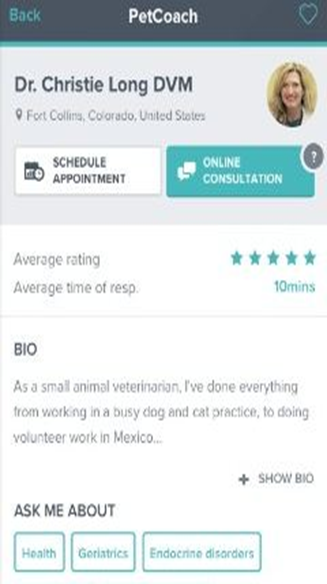 Back PetCoach
Dr. Christie Long DVM
Fort Collins, Colorado, United States
SCHEDULE
APPOINTMENT
ONLINE
CONSULTATION
?
Average rating
Average time of resp. 10mins
BIO
As a small animal veterinarian, I've done everything
from working in a busy dog and cat practice, to doing
volunteer work in Mexico...
+ SHOW BIO
ASK ME ABOUT
Health Geriatrics Endocrine disorders